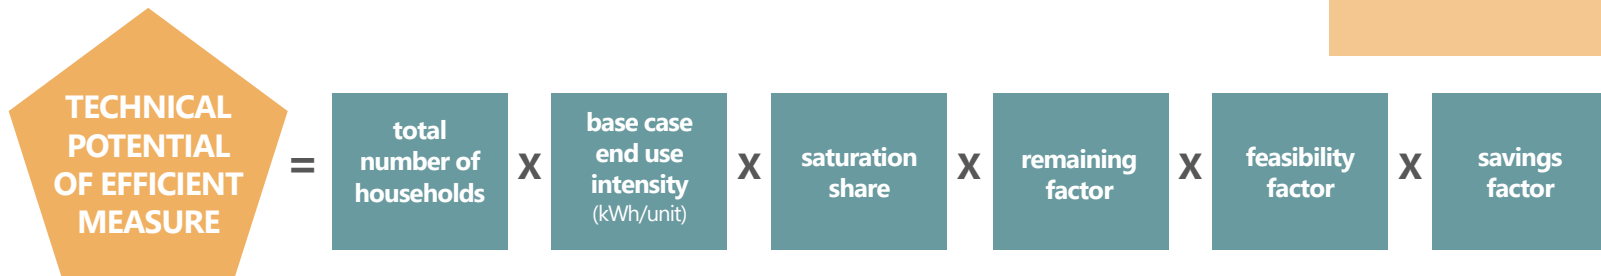 TECHNICAL
POTENTIAL
OF EFFICIENT
MEASURE
=
total
number of
households
x
base case
end use
intensity
(kWh/unit)
x
saturation
share
x
remaining
factor
x
feasibility
factor
x
savings
factor